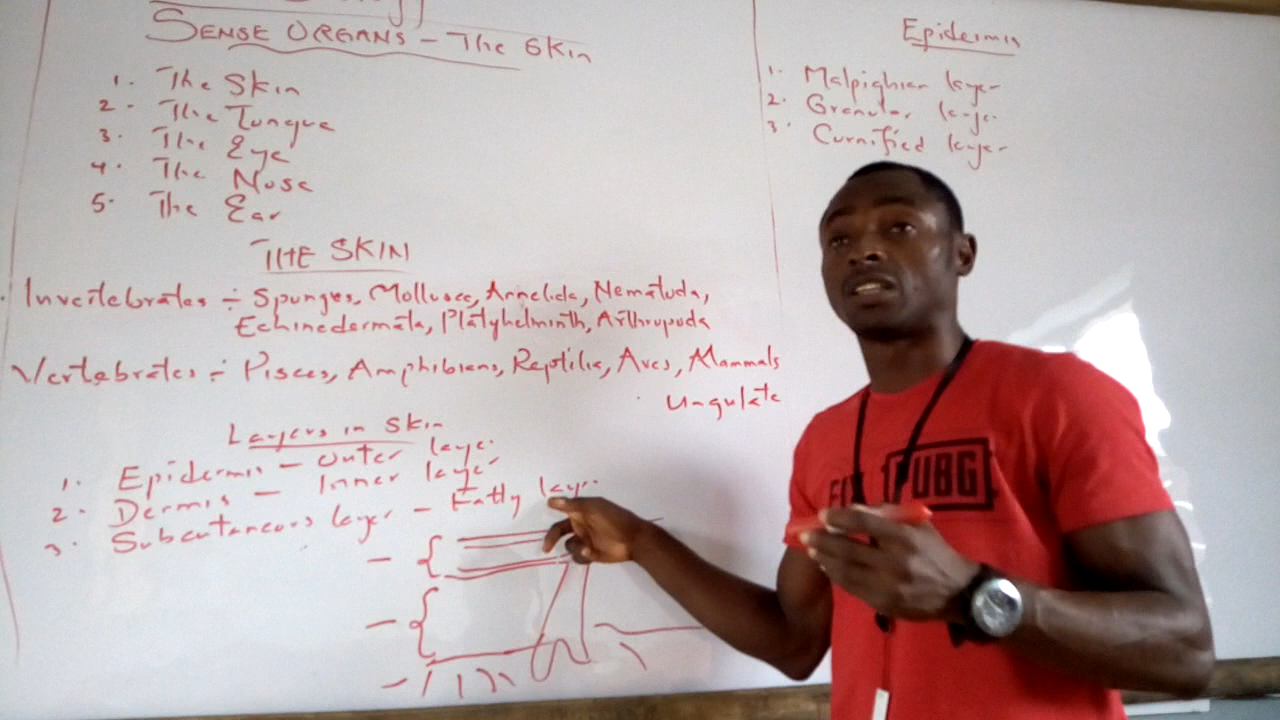 SENSE ORGANS - The Skin
1. The Skin
2. The Tongue
3. The Eye
4. The Nose
5. The Ear
THE SKIN
Invertebrates ÷ Sponges, Mollusca, Annelida, Nematoda,
Echinodermata, Platyhelminth, Arthropoda
Vertebrates ÷ Pisces, Amphibians, Reptilia, Aves, Mammals
Ungulate
Layers in Skin
1. Epidermis - Outer layer
2. Dermis - Inner layer
3. Subcutaneous layer - Fatty layer
Epidermis
1. Malpighian layer
2. Granular layer
3. Cornified layer
PUBG